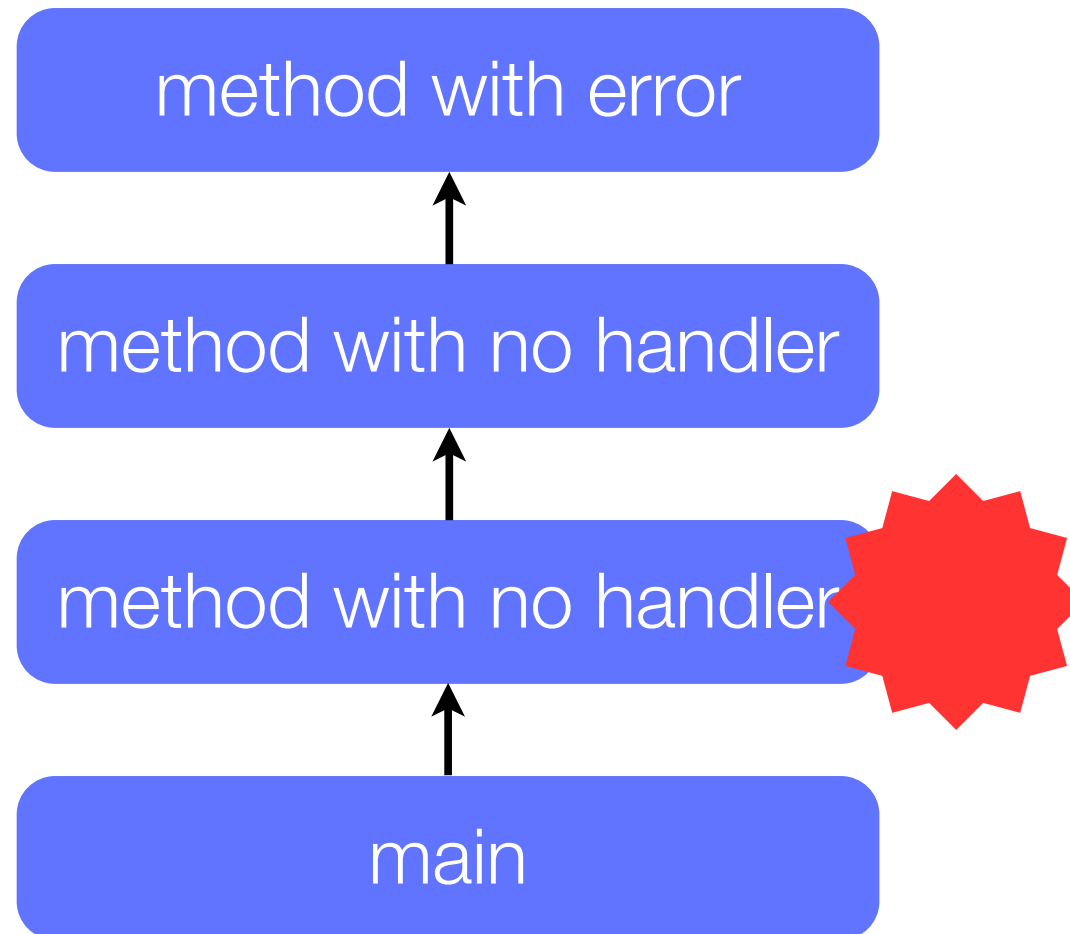 method with error
method with no handler
method with no handler
main